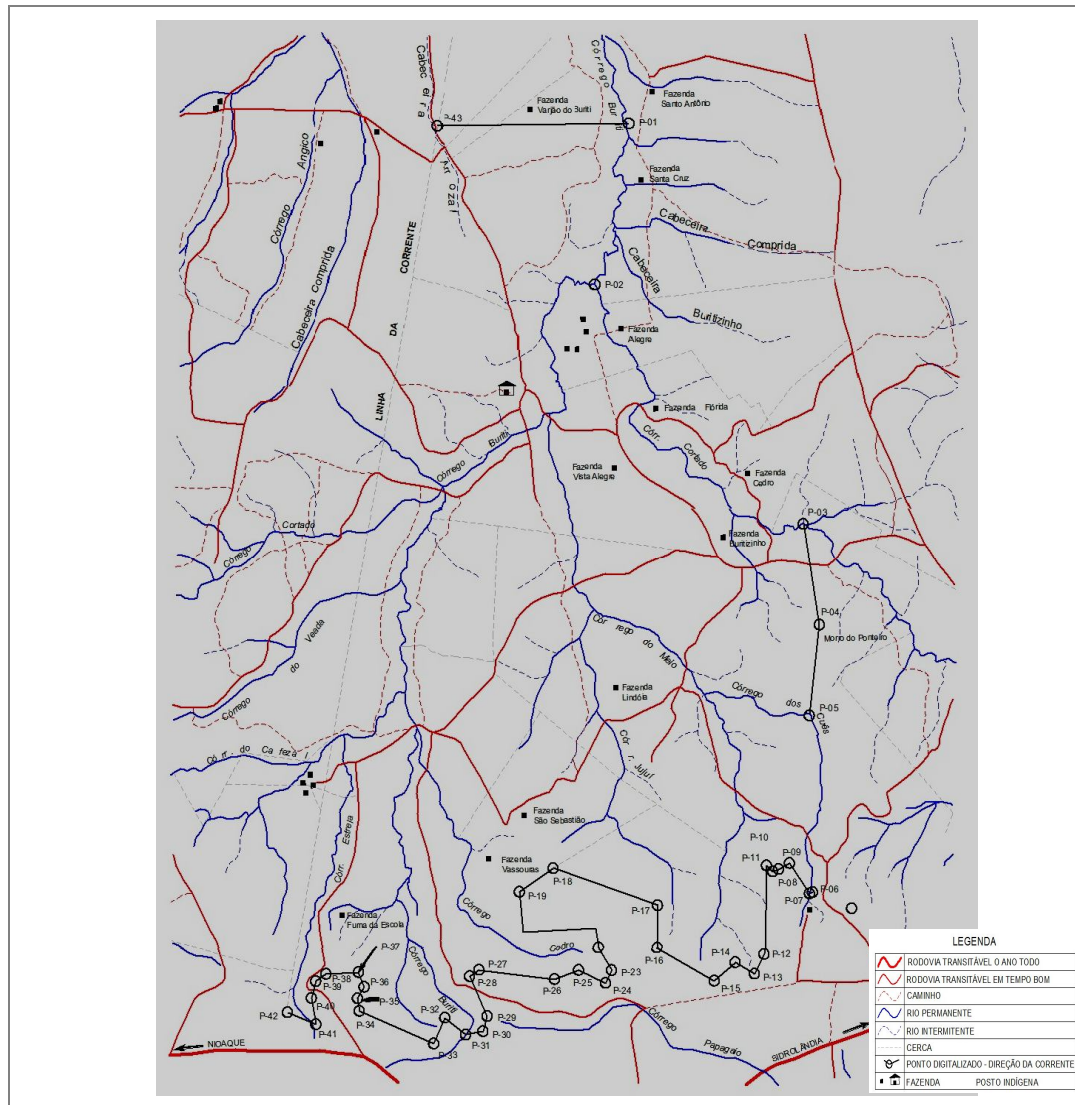 Cabeceira
Córrego Buriti
Fazenda
Santo Antônio
Fazenda
Varjão do Buriti
P-43
P-01
Arrozal
Fazenda
Santa Cruz
Córrego Angico
Cabeceira Comprida
Cabeceira Comprida
Cabeceira Buritizinho
LINHA DA CORRENTE
P-02
Fazenda
Alegre
Fazenda Flórida
Córr. Cortado
Córrego Buriti
Fazenda
Vista Alegre
Fazenda
Cedro
Córrego Cortado
P-03
Fazenda
Buritizinho
P-04
Morro do Ponteiro
Córrego do Meio
Córrego do Veada
Fazenda
Lindóia
Córrego dos Cuês
P-05
Córr. do Cafezal
Córr. Jujuí
Fazenda
São Sebastião
Córr. Estreja
Fazenda
Vassouras
P-10
P-11
P-09
P-08
P-07
P-06
P-18
P-19
P-17
Fazenda
Furna da Escola
Córrego Cedro
Córrego Buriti
P-37
P-38
P-39
P-36
P-35
P-40
P-42
P-41
P-34
P-33
P-32
P-31
P-30
P-29
P-28
P-27
P-26
P-25
P-24
P-23
P-16
P-15
P-14
P-13
P-12
Córrego Papagaio
NIOAQUE
SIDROLÂNDIA
LEGENDA
RODOVIA TRANSITÁVEL O ANO TODO
RODOVIA TRANSITÁVEL EM TEMPO BOM
CAMINHO
RIO PERMANENTE
RIO INTERMITENTE
CERCA
PONTO DIGITALIZADO - DIREÇÃO DA CORRENTE
FAZENDA POSTO INDÍGENA